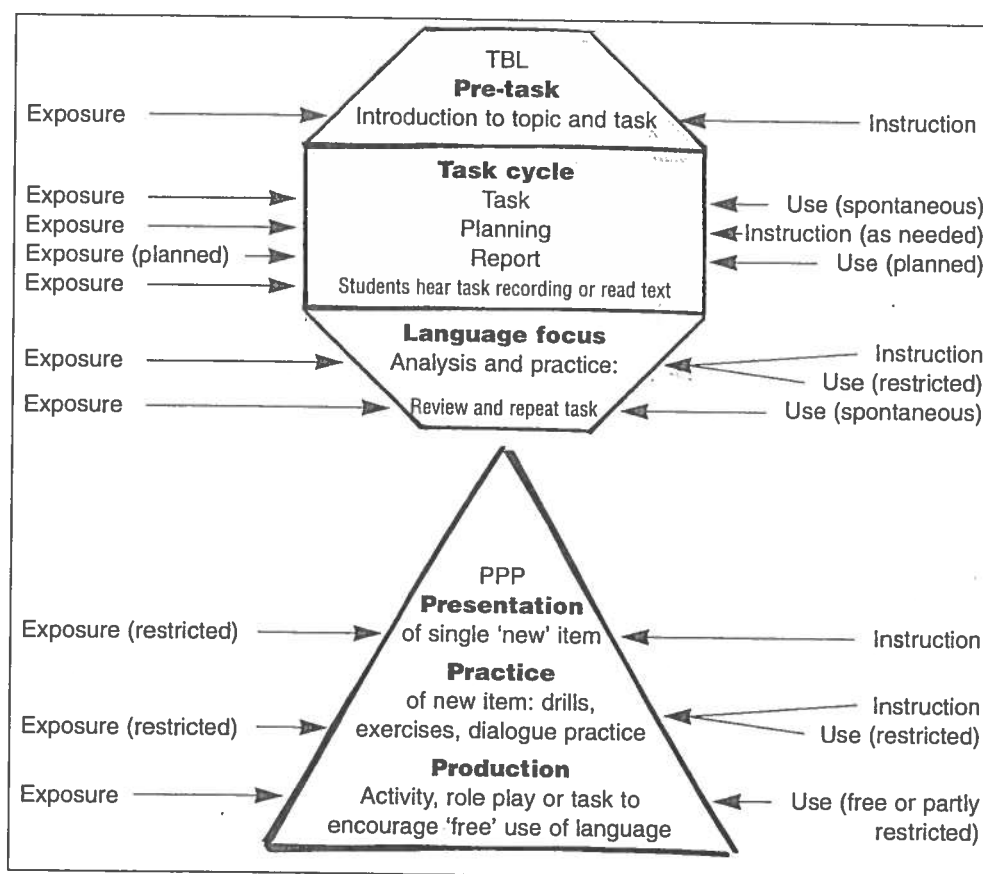 TBL
Pre-task
Exposure
Introduction to topic and task
Instruction
Task cycle
Exposure
Task
Use (spontaneous)
Exposure
Planning
Instruction (as needed)
Exposure (planned)
Report
Use (planned)
Exposure
Students hear task recording or read text
Language focus
Exposure
Analysis and practice:
Instruction
Use (restricted)
Exposure
Review and repeat task
Use (spontaneous)
PPP
Presentation
Exposure (restricted)
of single 'new' item
Instruction
Practice
of new item: drills,
Instruction
Exposure (restricted)
exercises, dialogue practice
Use (restricted)
Production
Exposure
Activity, role play or task to
Use (free or partly
encourage 'free' use of language
restricted)